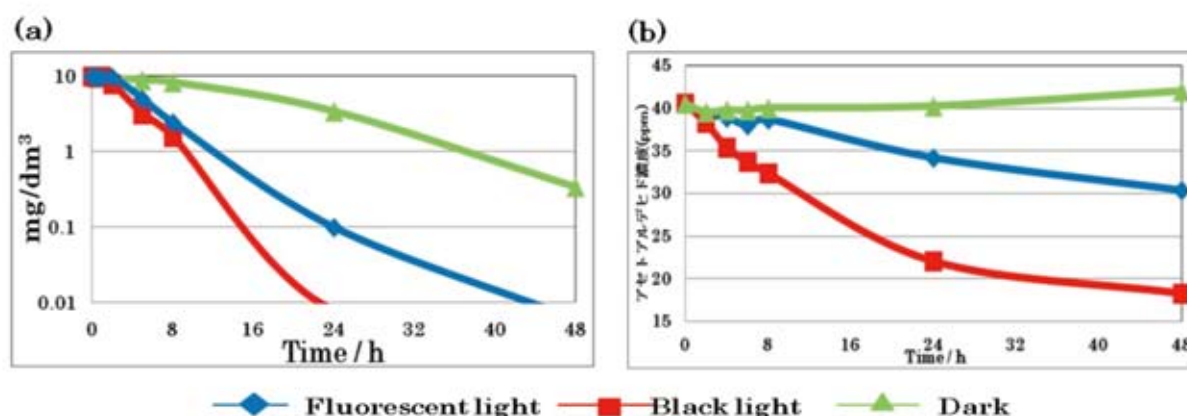 (a)
10
1
0.1
0.01
mg/dm³
0 8 16 24 32 40 48
Time / h
(b)
45
40
35
30
25
20
15
アセトアルデヒド濃度(ppm)
0 8 16 24 32 40 48
Time / h
Fluorescent light Black light Dark